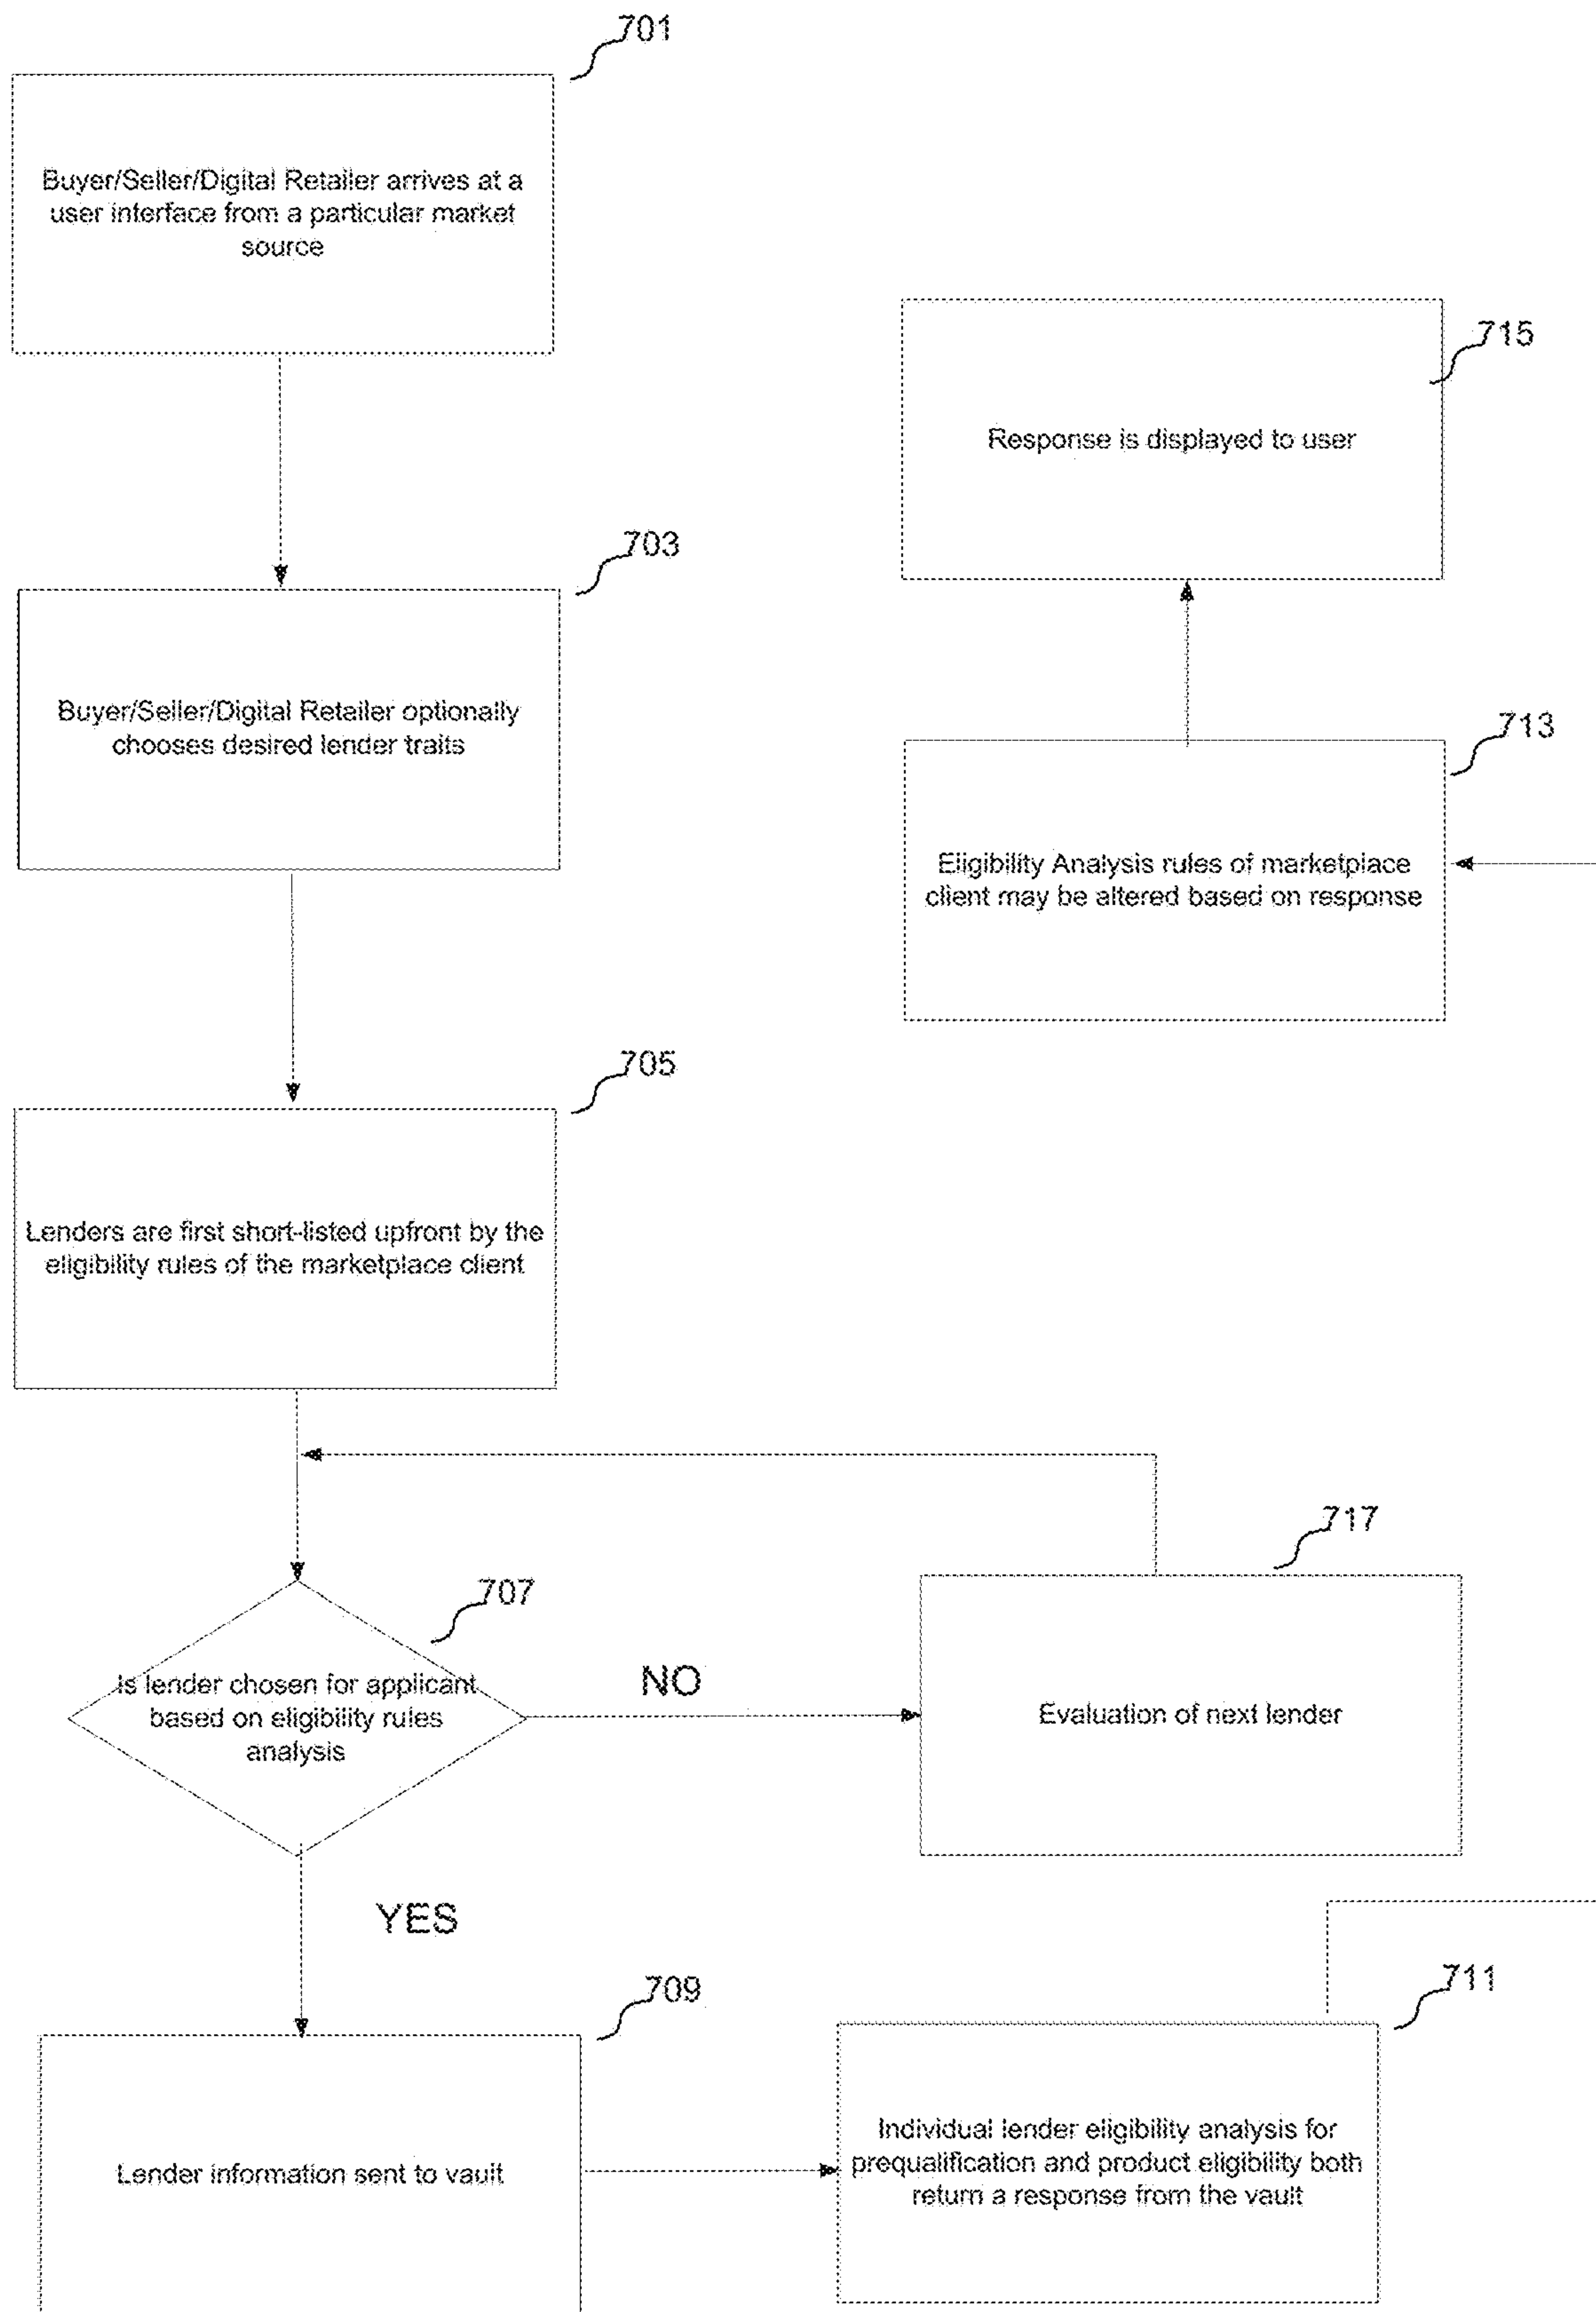 701
Buyer/Seller/Digital Retailer arrives at a
user interface from a particular market
source
703
Buyer/Seller/Digital Retailer optionally
chooses desired lender traits
705
Lenders are first short-listed upfront by the
eligibility rules of the marketplace client
707
Is lender chosen for applicant
based on eligibility rules
analysis
NO
717
Evaluation of next lender
YES
709
Lender information sent to vault
711
Individual lender eligibility analysis for
prequalification and product eligibility both
return a response from the vault
713
Eligibility Analysis rules of marketplace
client may be altered based on response
715
Response is displayed to user